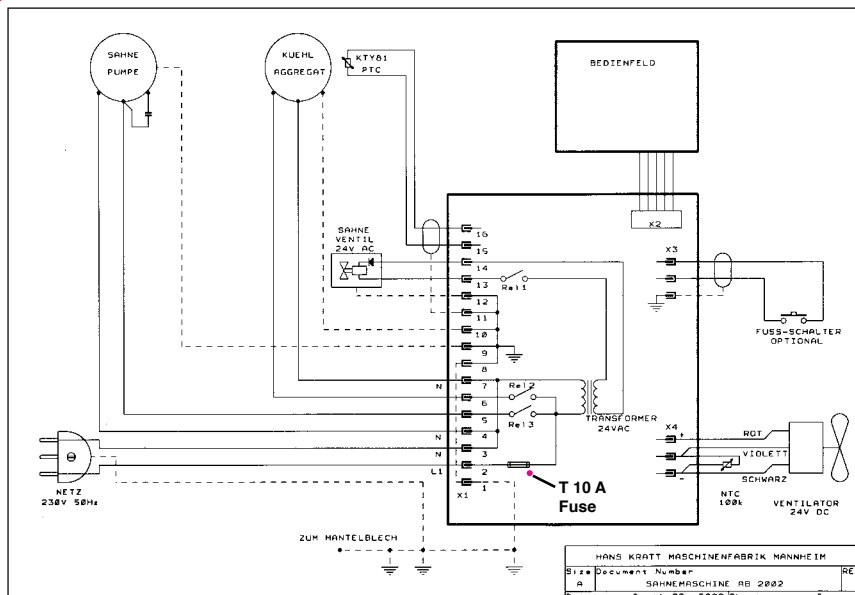 SAHNE
PUMPE
KUEHL
AGGREGAT
KTY81
PTC
BEDIENFELD
X2
SAHNE
VENTIL
24V AC
16
15
14
13
12
11
10
9
8
7
6
5
4
3
2
1
Rel1
Rel2
Rel3
X3
FUSS-SCHALTER
OPTIONAL
TRANSFORMER
24VAC
N
N
N
L1
X1
NETZ
230V 50Hz
X4
+
-
ROT
VIOLETT
SCHWARZ
NTC
100k
VENTILATOR
24V DC
T 10 A
Fuse
ZUM MANTELBLECH
HANS KRATT MASCHINENFABRIK MANNHEIM
Size Document Number RE
A SAHNEMASCHINE AB 2002